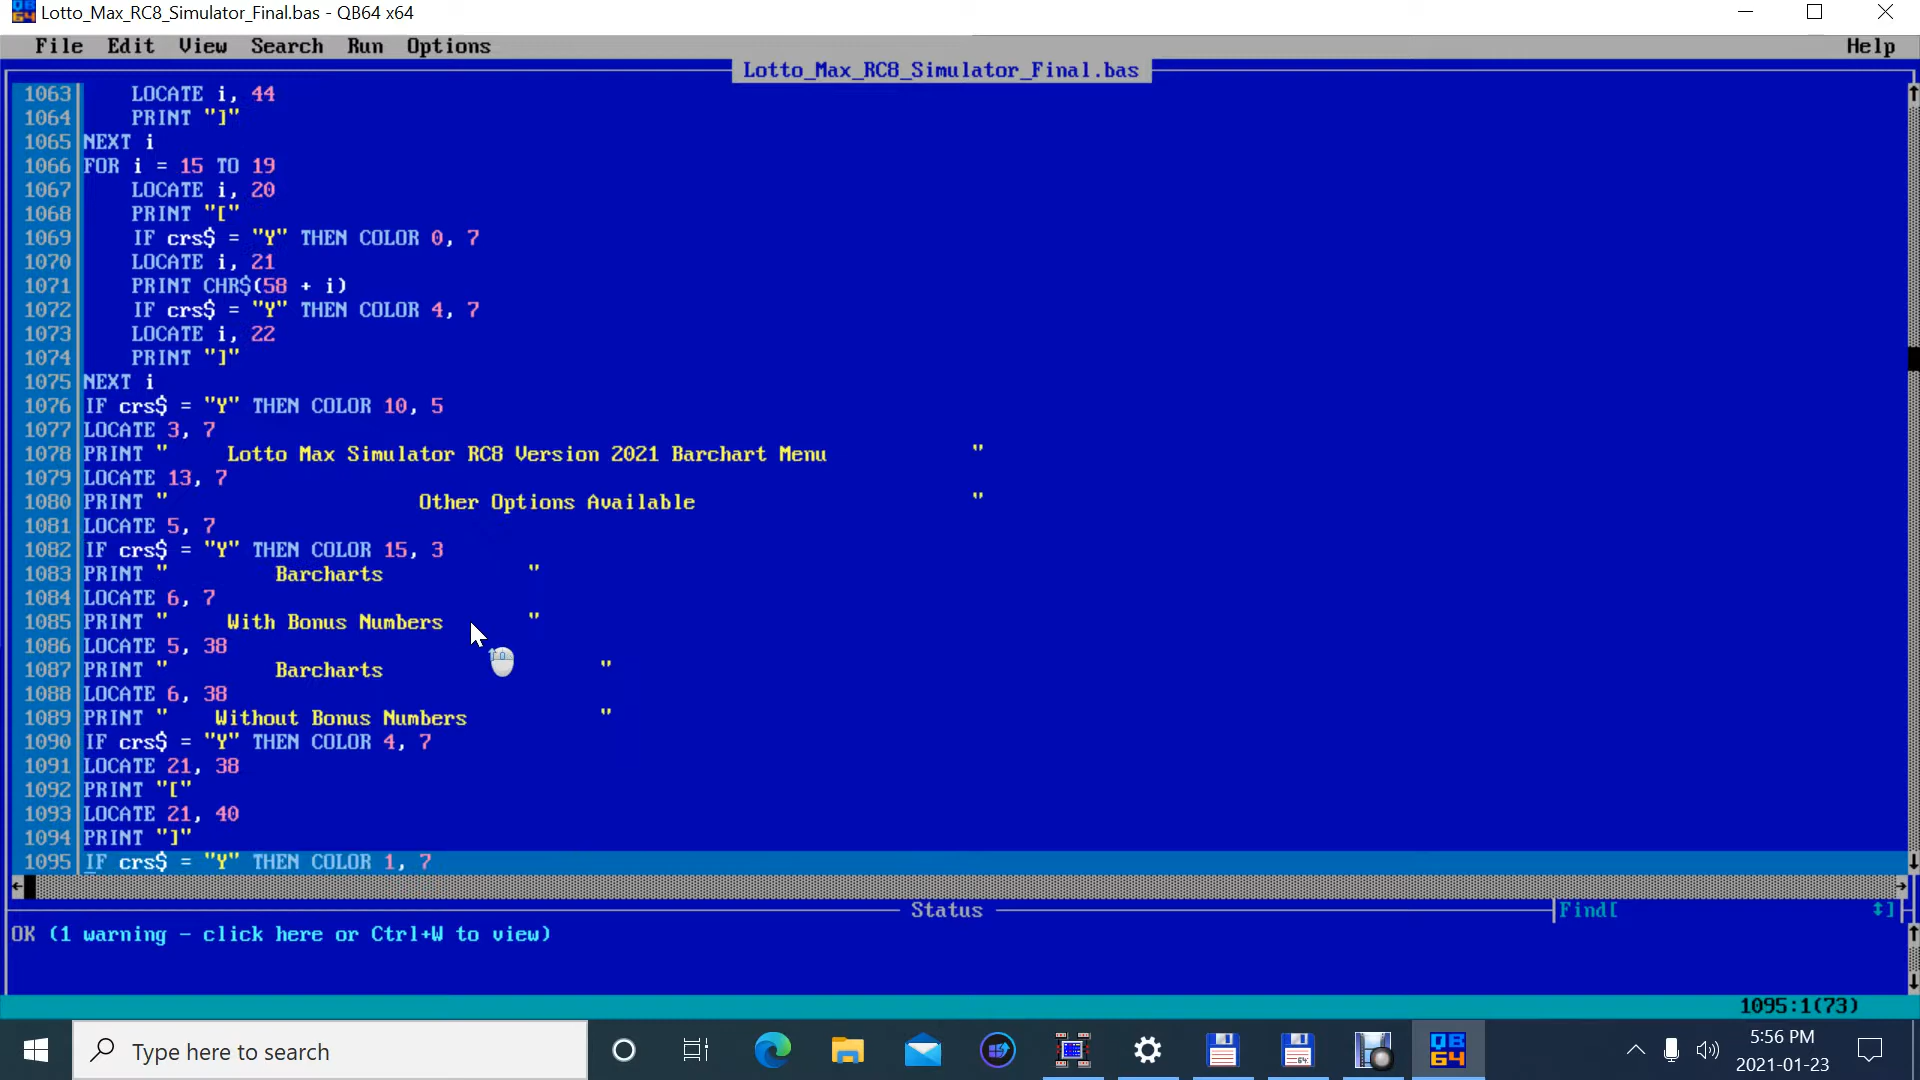 Lotto_Max_RC8_Simulator_Final.bas - QB64 x64
File Edit View Search Run Options Help
Lotto_Max_RC8_Simulator_Final.bas
1063 LOCATE i, 44
1064 PRINT "]"
1065 NEXT i
1066 FOR i = 15 TO 19
1067 LOCATE i, 20
1068 PRINT "["
1069 IF crs$ = "Y" THEN COLOR 0, 7
1070 LOCATE i, 21
1071 PRINT CHR$(58 + i)
1072 IF crs$ = "Y" THEN COLOR 4, 7
1073 LOCATE i, 22
1074 PRINT "]"
1075 NEXT i
1076 IF crs$ = "Y" THEN COLOR 10, 5
1077 LOCATE 3, 7
1078 PRINT "     Lotto Max Simulator RC8 Version 2021 Barchart Menu            "
1079 LOCATE 13, 7
1080 PRINT "                     Other Options Available                       "
1081 LOCATE 5, 7
1082 IF crs$ = "Y" THEN COLOR 15, 3
1083 PRINT "         Barcharts            "
1084 LOCATE 6, 7
1085 PRINT "     With Bonus Numbers       "
1086 LOCATE 5, 38
1087 PRINT "         Barcharts                  "
1088 LOCATE 6, 38
1089 PRINT "    Without Bonus Numbers           "
1090 IF crs$ = "Y" THEN COLOR 4, 7
1091 LOCATE 21, 38
1092 PRINT "["
1093 LOCATE 21, 40
1094 PRINT "]"
1095 IF crs$ = "Y" THEN COLOR 1, 7
Status
Find[ ]
OK (1 warning - click here or Ctrl+W to view)
1095:1(73)
Type here to search
QB64
5:56 PM
2021-01-23